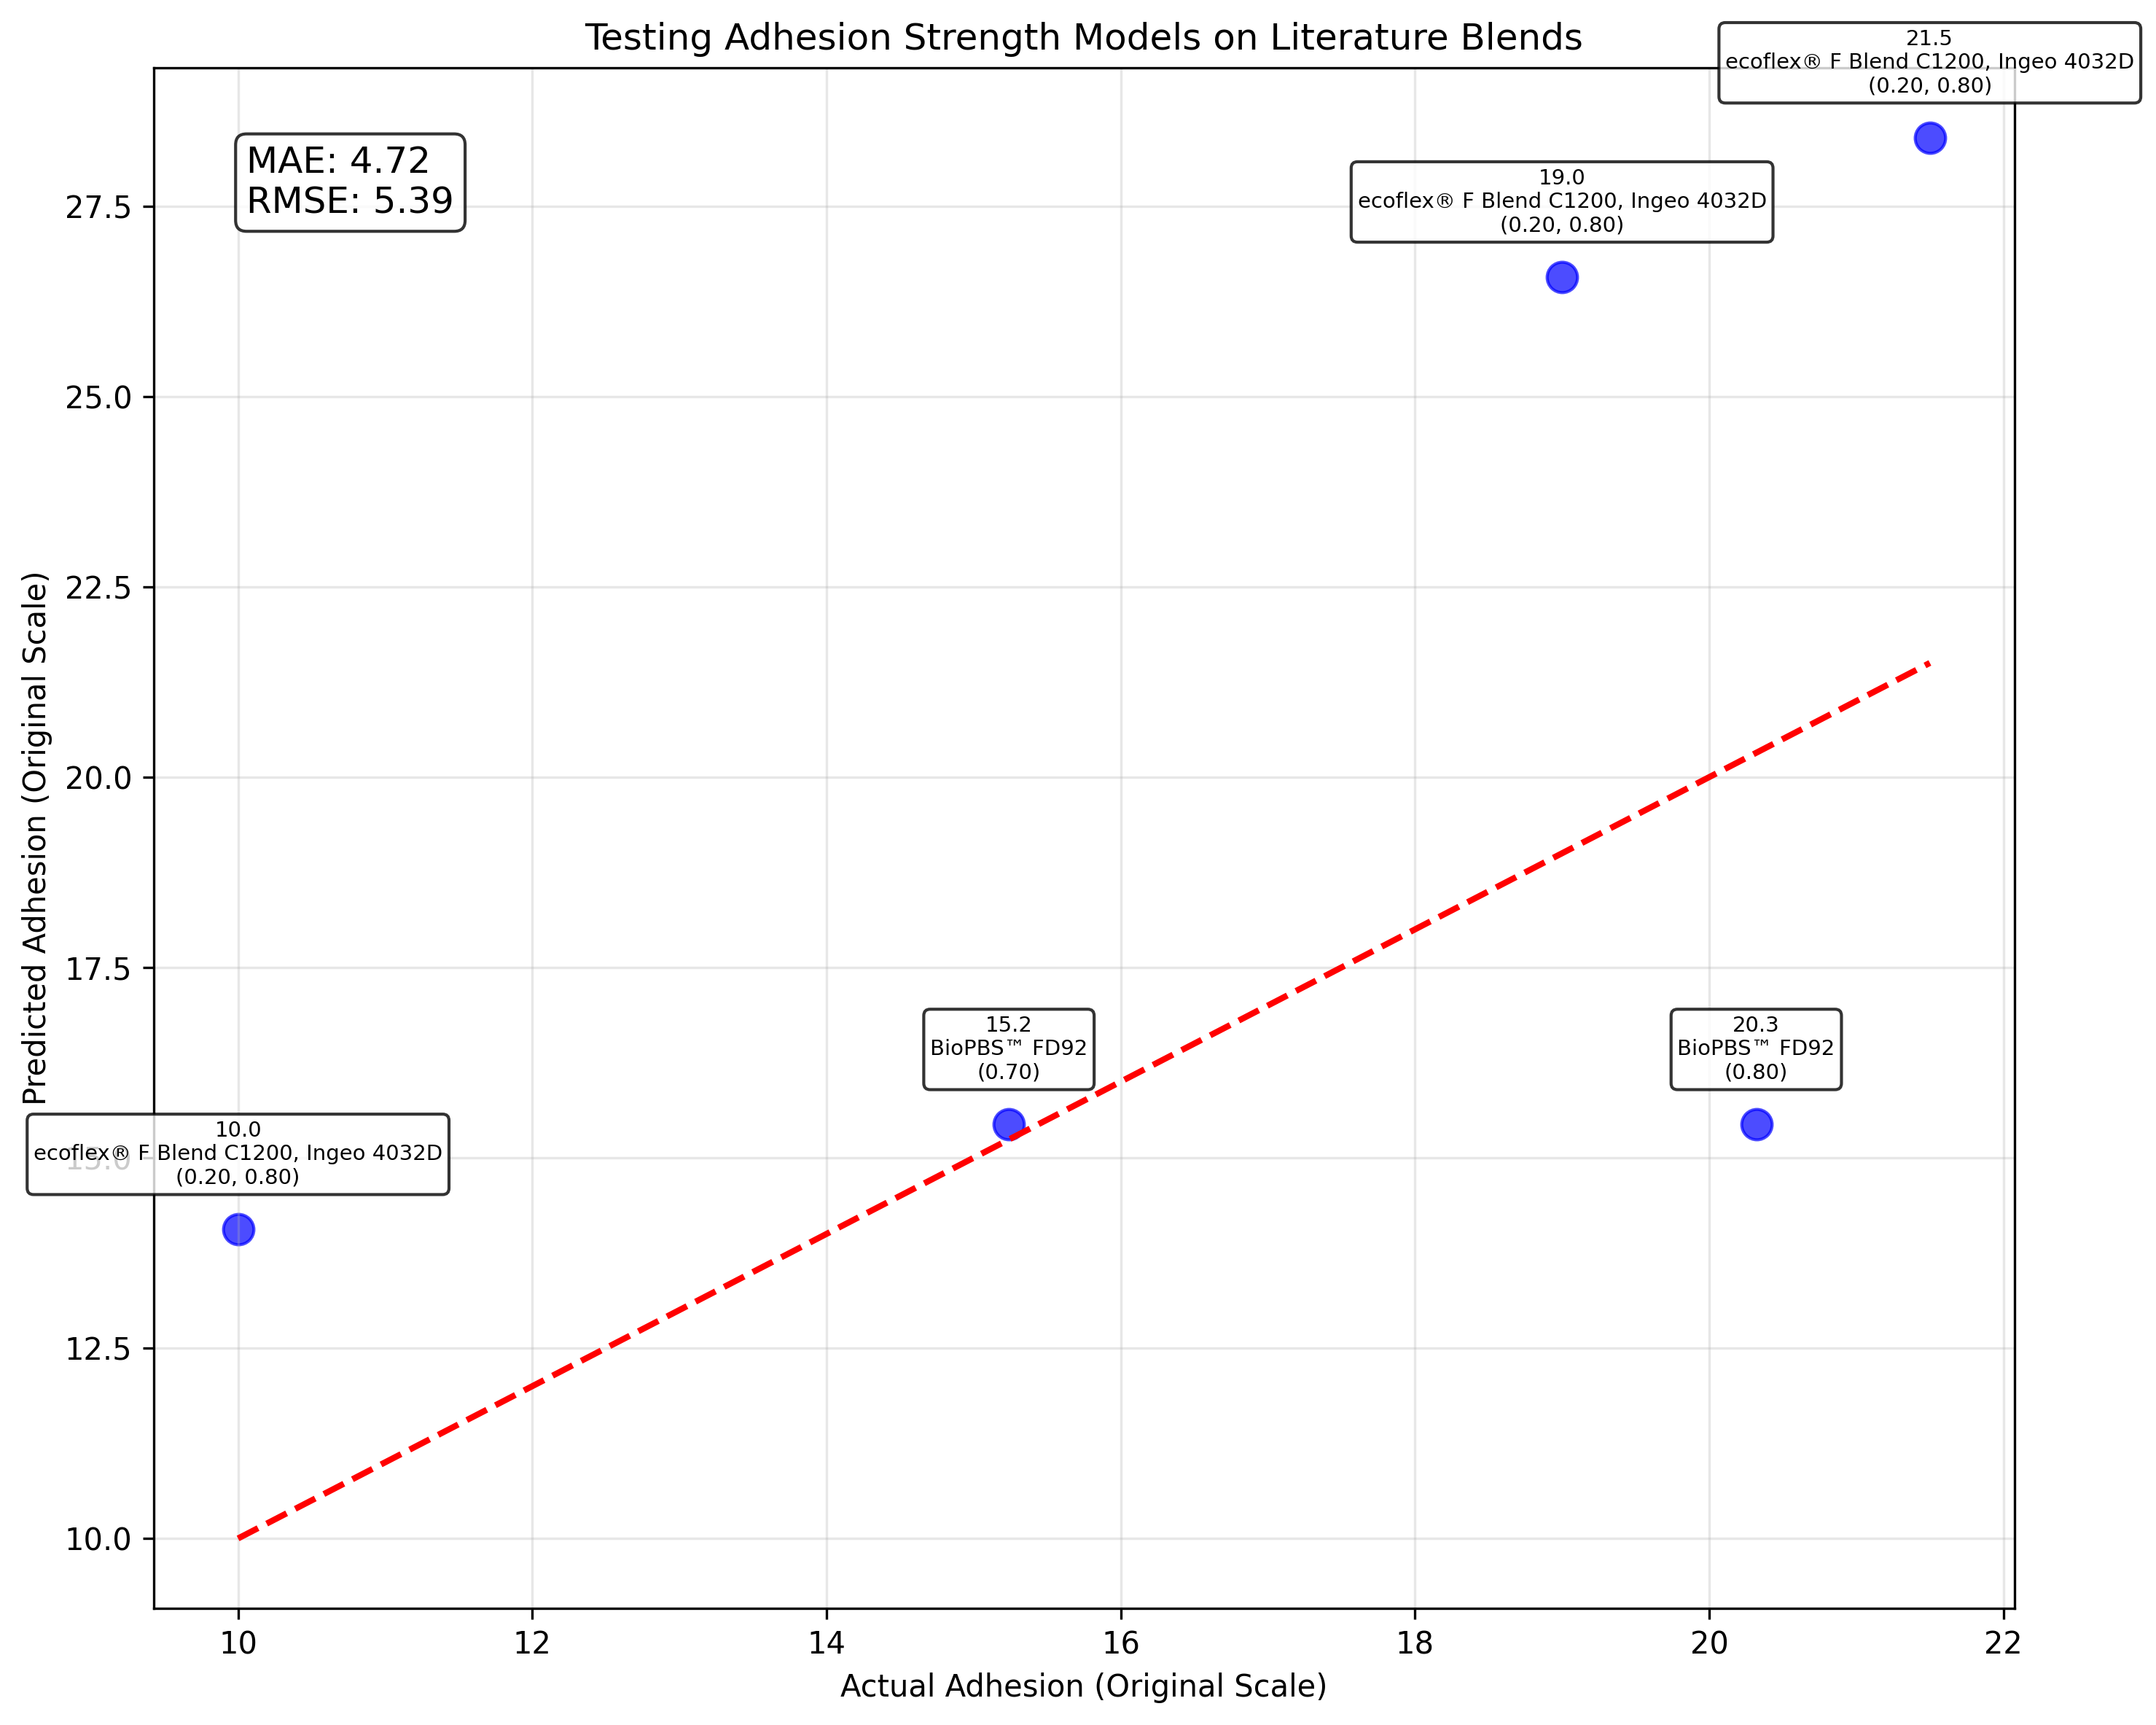 Testing Adhesion Strength Models on Literature Blends
21.5
ecoflex® F Blend C1200, Ingeo 4032D
(0.20, 0.80)
MAE: 4.72
RMSE: 5.39
19.0
ecoflex® F Blend C1200, Ingeo 4032D
(0.20, 0.80)
15.2
BioPBS™ FD92
(0.70)
20.3
BioPBS™ FD92
(0.80)
10.0
ecoflex® F Blend C1200, Ingeo 4032D
(0.20, 0.80)
Predicted Adhesion (Original Scale)
27.5
25.0
22.5
20.0
17.5
15.0
12.5
10.0
10
12
14
16
18
20
22
Actual Adhesion (Original Scale)